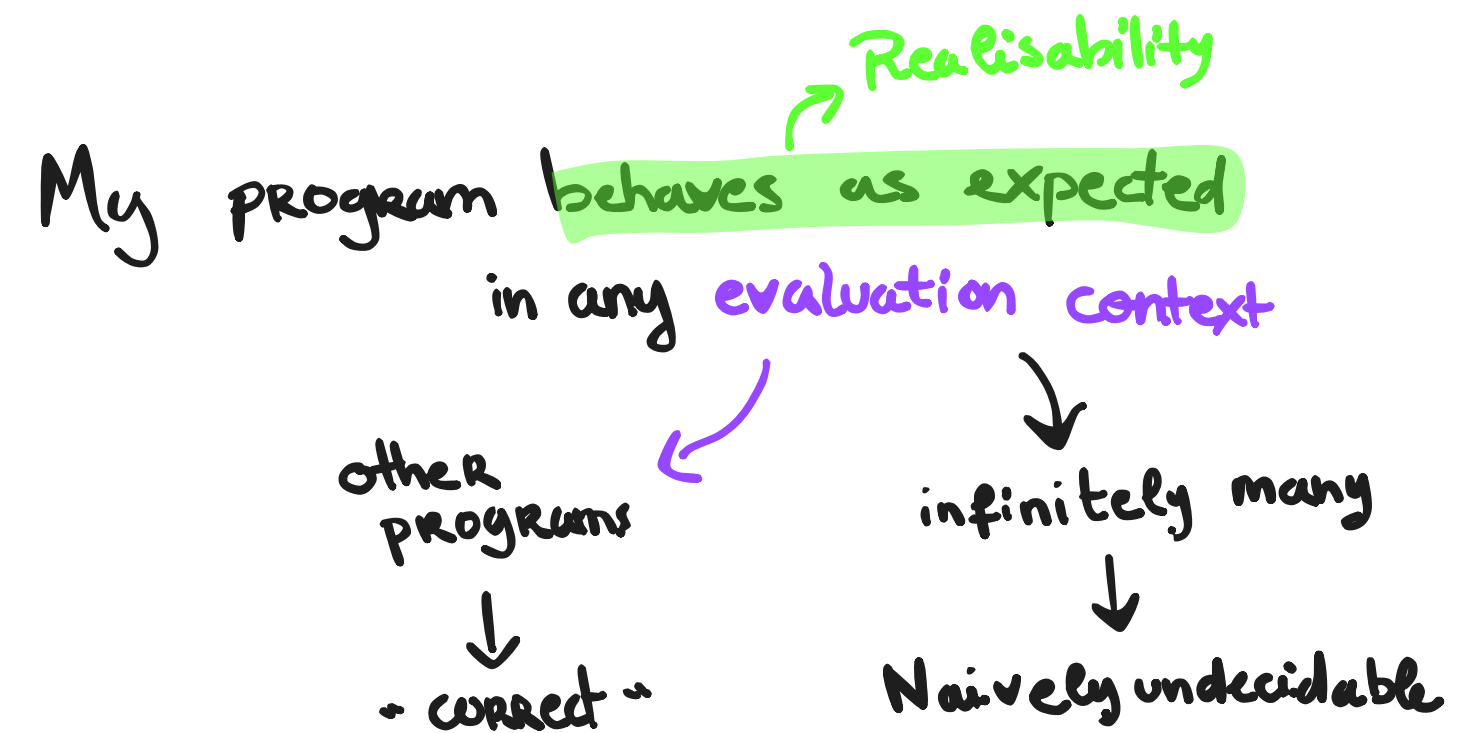 Realisability
My program behaves as expected
in any evaluation context
other
programs
infinitely many
"correct"
Naively undecidable